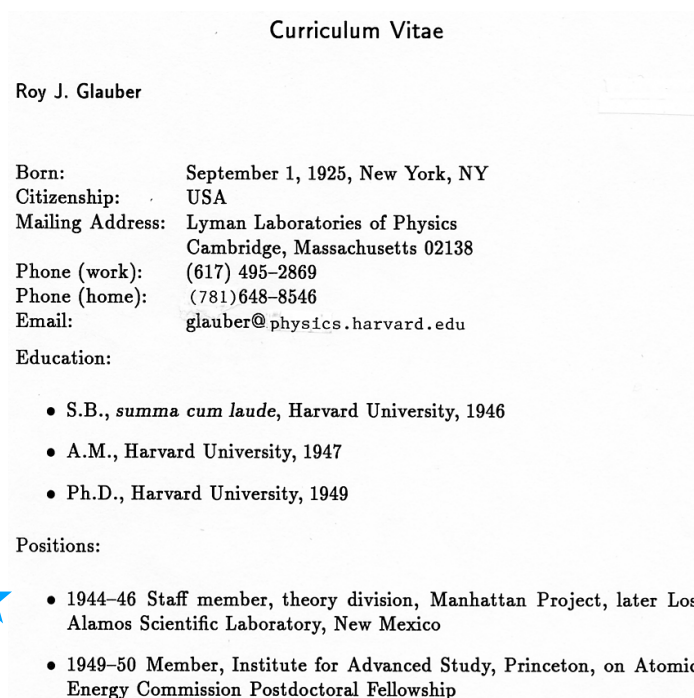 Curriculum Vitae
Roy J. Glauber
Born: September 1, 1925, New York, NY
Citizenship: USA
Mailing Address: Lyman Laboratories of Physics
Cambridge, Massachusetts 02138
Phone (work): (617) 495–2869
Phone (home): (781)648–8546
Email: glauber@physics.harvard.edu
Education:
• S.B., summa cum laude, Harvard University, 1946
• A.M., Harvard University, 1947
• Ph.D., Harvard University, 1949
Positions:
• 1944–46 Staff member, theory division, Manhattan Project, later Los
Alamos Scientific Laboratory, New Mexico
• 1949–50 Member, Institute for Advanced Study, Princeton, on Atomic
Energy Commission Postdoctoral Fellowship